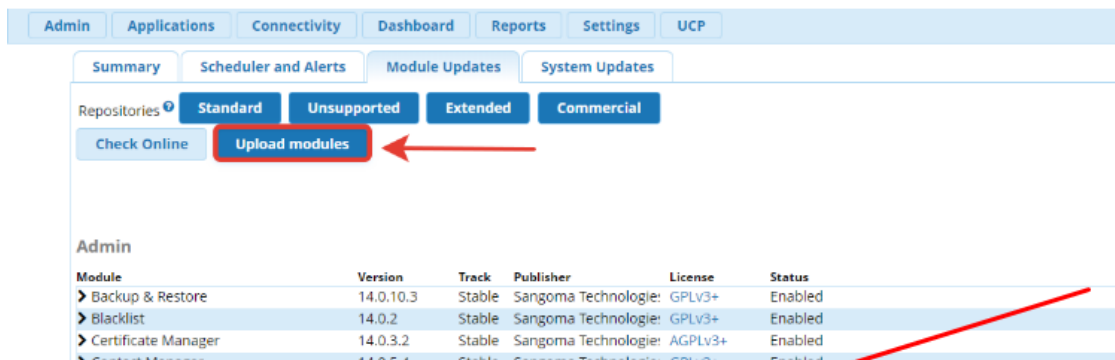 Admin Applications Connectivity Dashboard Reports Settings UCP
Summary Scheduler and Alerts Module Updates System Updates
Repositories ? Standard Unsupported Extended Commercial
Check Online Upload modules
Admin
Module Version Track Publisher License Status
Backup & Restore 14.0.10.3 Stable Sangoma Technologies GPLv3+ Enabled
Blacklist 14.0.2 Stable Sangoma Technologies GPLv3+ Enabled
Certificate Manager 14.0.3.2 Stable Sangoma Technologies AGPLv3+ Enabled